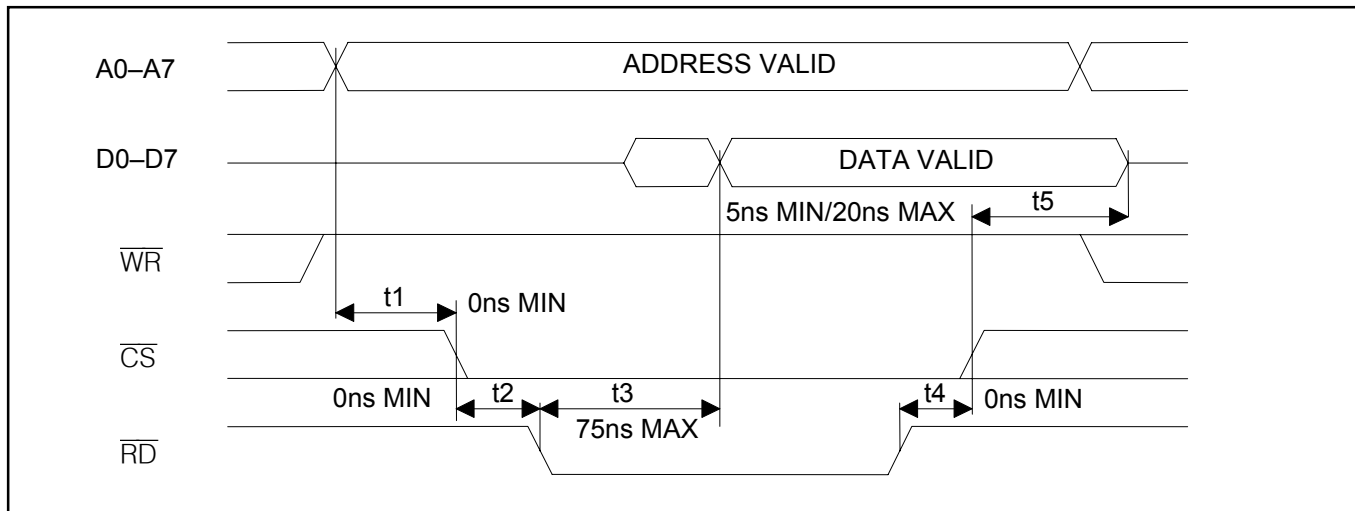 A0–A7
ADDRESS VALID
D0–D7
DATA VALID
5ns MIN/20ns MAX
t5
WR
t1
0ns MIN
CS
0ns MIN
t2
t3
t4
0ns MIN
75ns MAX
RD